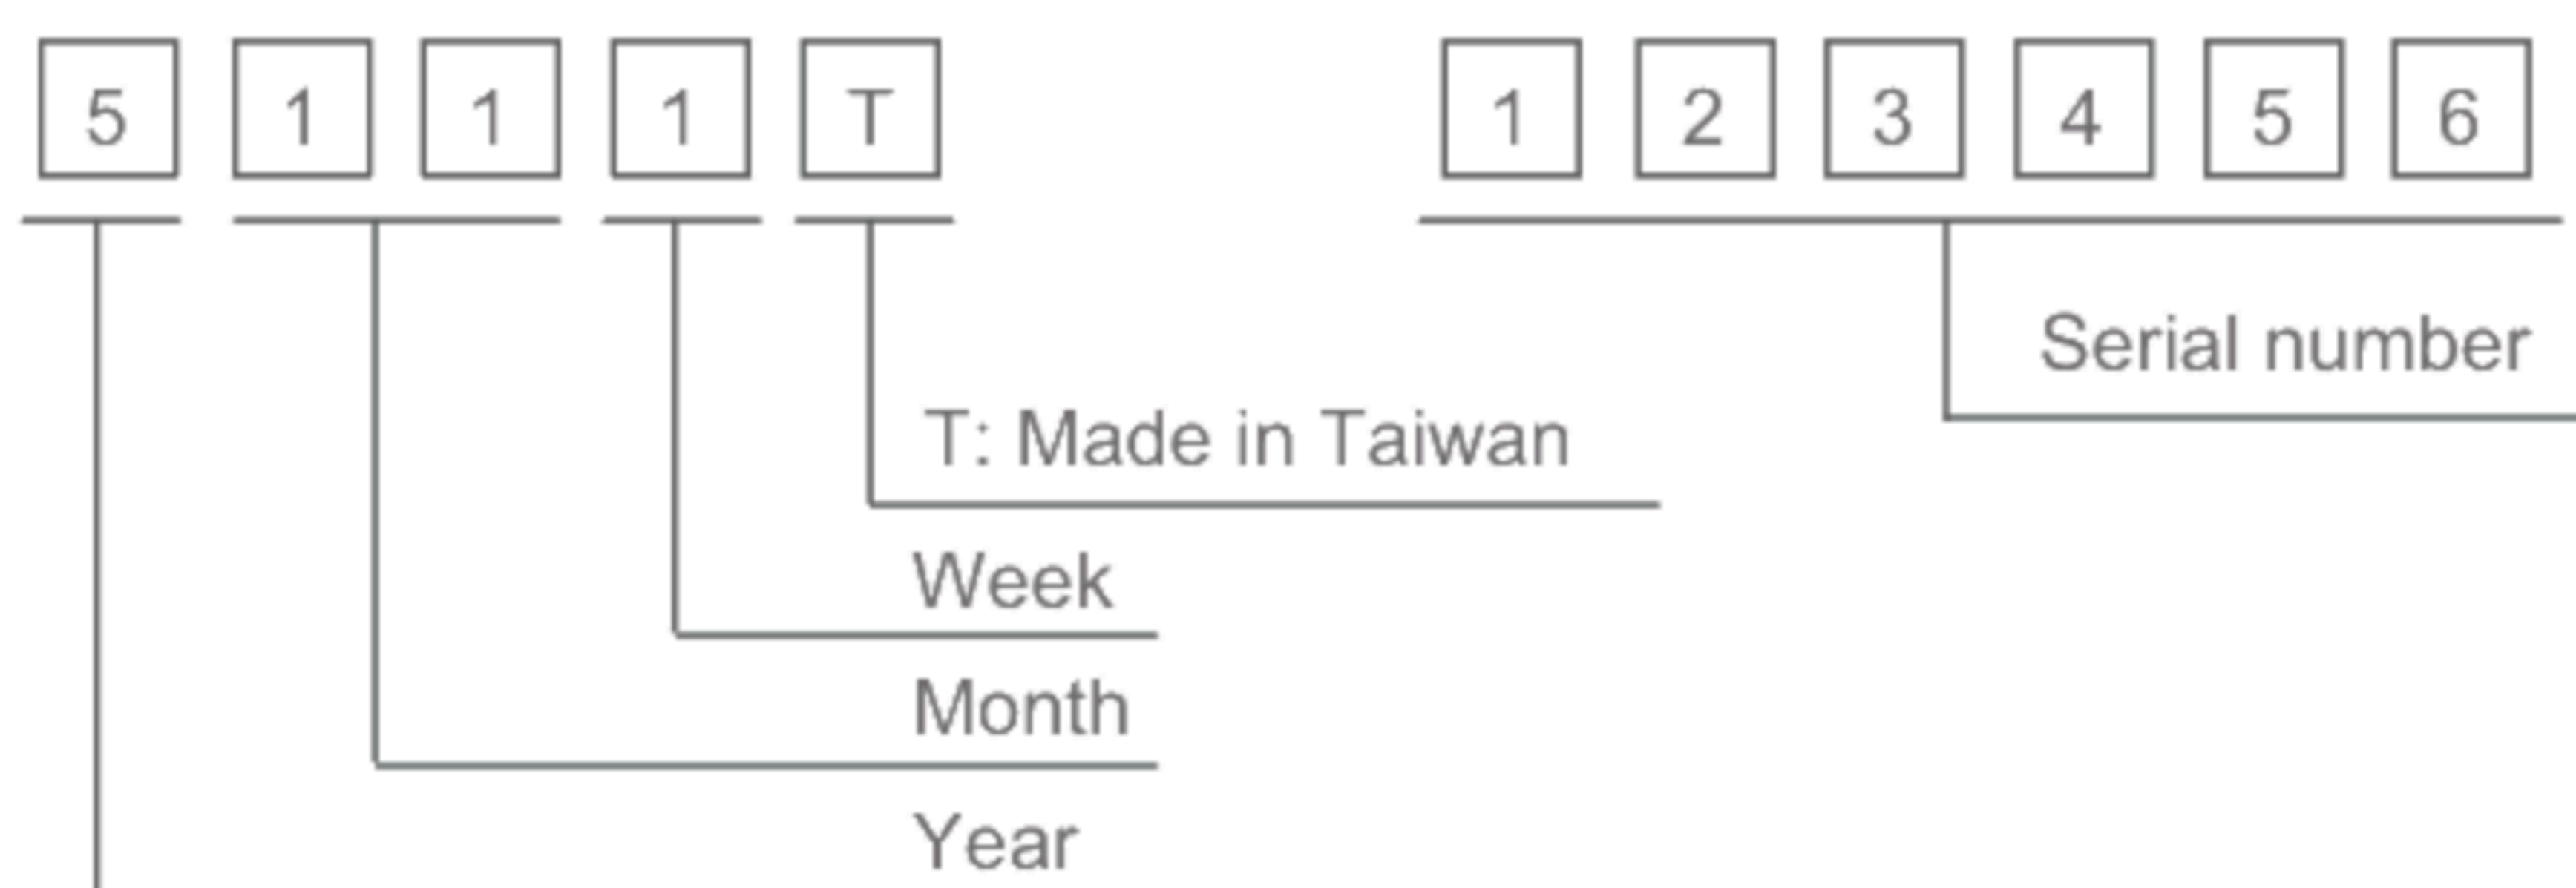 5 1 1 1 T 1 2 3 4 5 6
Serial number
T: Made in Taiwan
Week
Month
Year